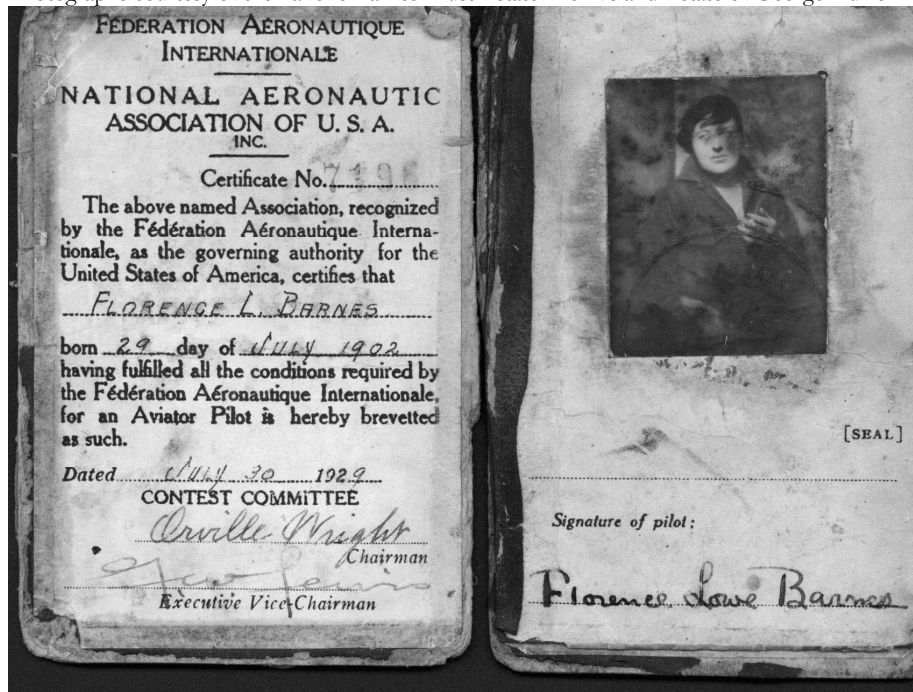 FÉDÉRATION AÉRONAUTIQUE
INTERNATIONALE
NATIONAL AERONAUTIC
ASSOCIATION OF U. S. A.
INC.
Certificate No. 7196
The above named Association, recognized
by the Fédération Aéronautique Interna-
tionale, as the governing authority for the
United States of America, certifies that
FLORENCE L. BARNES
born 29 day of JULY 1902
having fulfilled all the conditions required by
the Fédération Aéronautique Internationale,
for an Aviator Pilot is hereby brevetted
as such.
Dated JULY 30 1929
CONTEST COMMITTEE
Orville Wright
Chairman
Executive Vice-Chairman
[SEAL]
Signature of pilot:
Florence Lowe Barnes